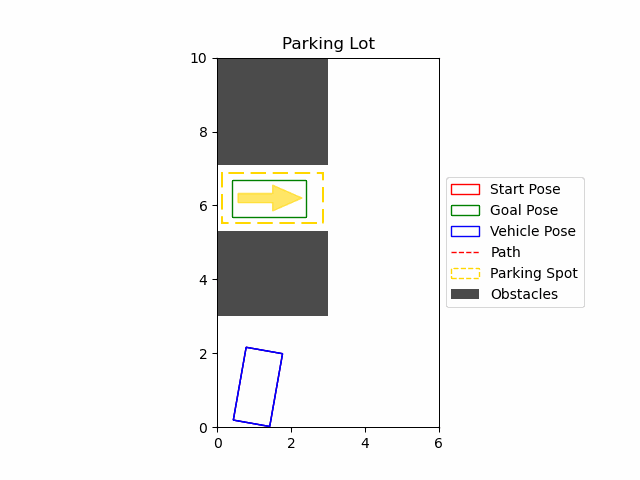 Parking Lot
10
8
6
4
2
0
0 2 4 6
Start Pose
Goal Pose
Vehicle Pose
Path
Parking Spot
Obstacles